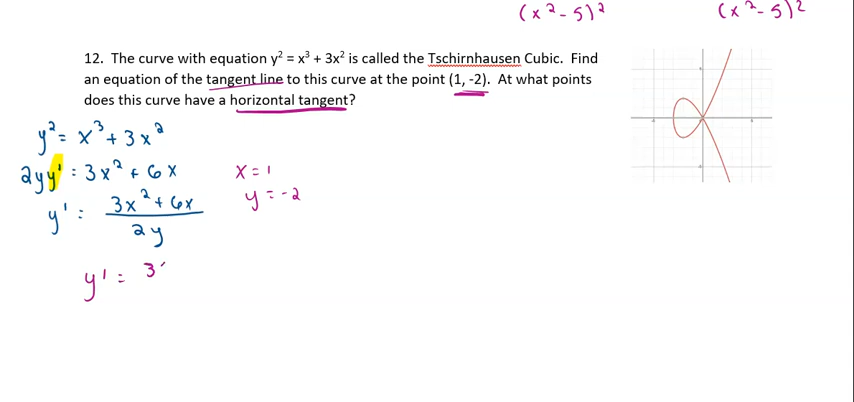 (x² - 5)² (x² - 5)²
12. The curve with equation y² = x³ + 3x² is called the Tschirnhausen Cubic. Find
an equation of the tangent line to this curve at the point (1, -2). At what points
does this curve have a horizontal tangent?
y² = x³ + 3x²
2yy' = 3x² + 6x
x = 1
y = -2
y' = (3x² + 6x) / 2y
y' = 3